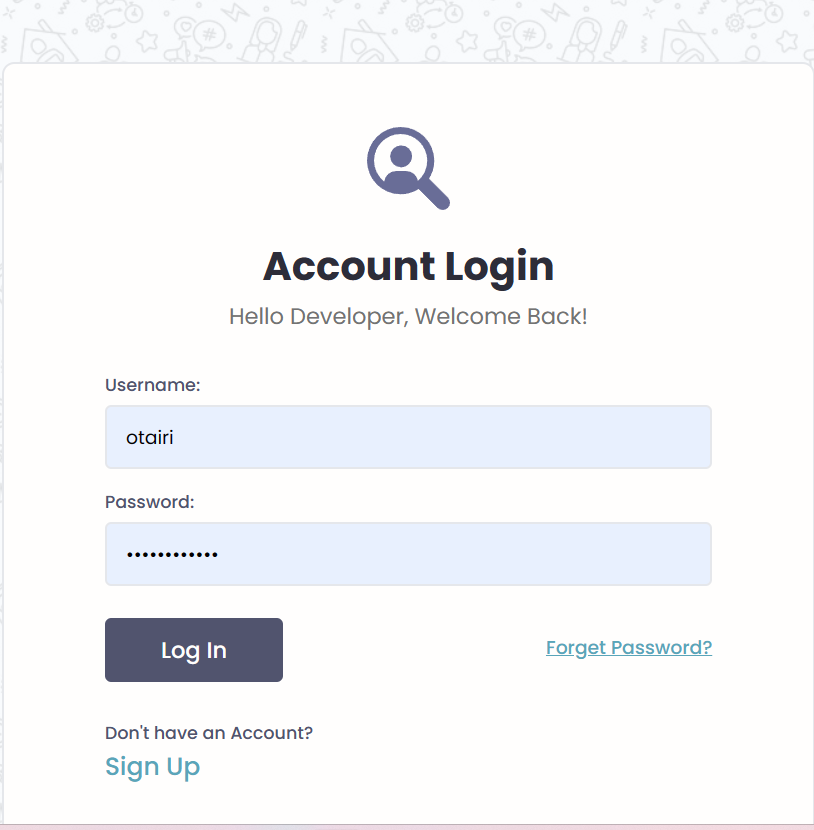 Account Login
Hello Developer, Welcome Back!
Username:
otairi
Password:
••••••••••••
Log In
Forget Password?
Don't have an Account?
Sign Up